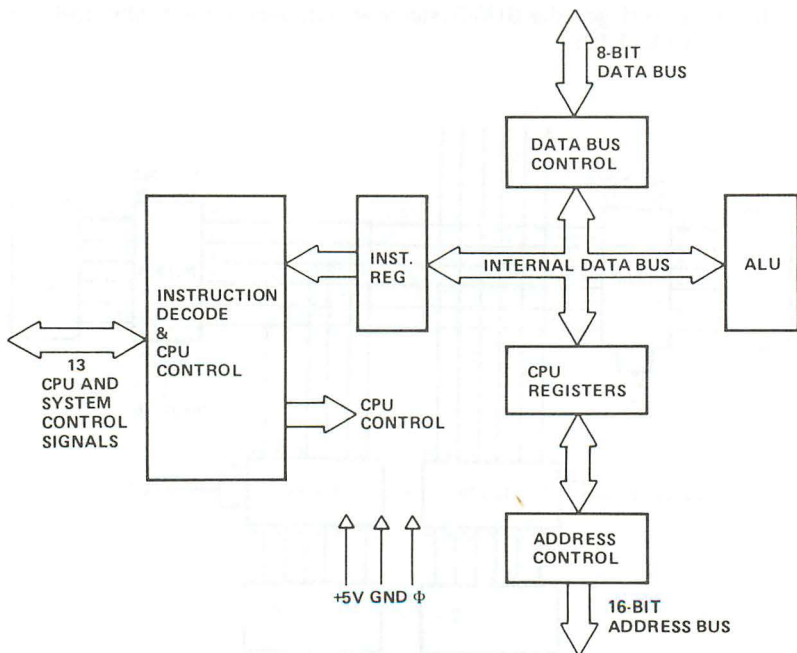 8-BIT
DATA BUS
DATA BUS
CONTROL
INST.
REG
INTERNAL DATA BUS
ALU
INSTRUCTION
DECODE
&
CPU
CONTROL
13
CPU AND
SYSTEM
CONTROL
SIGNALS
CPU
REGISTERS
CPU
CONTROL
ADDRESS
CONTROL
+5V GND Φ
16-BIT
ADDRESS BUS